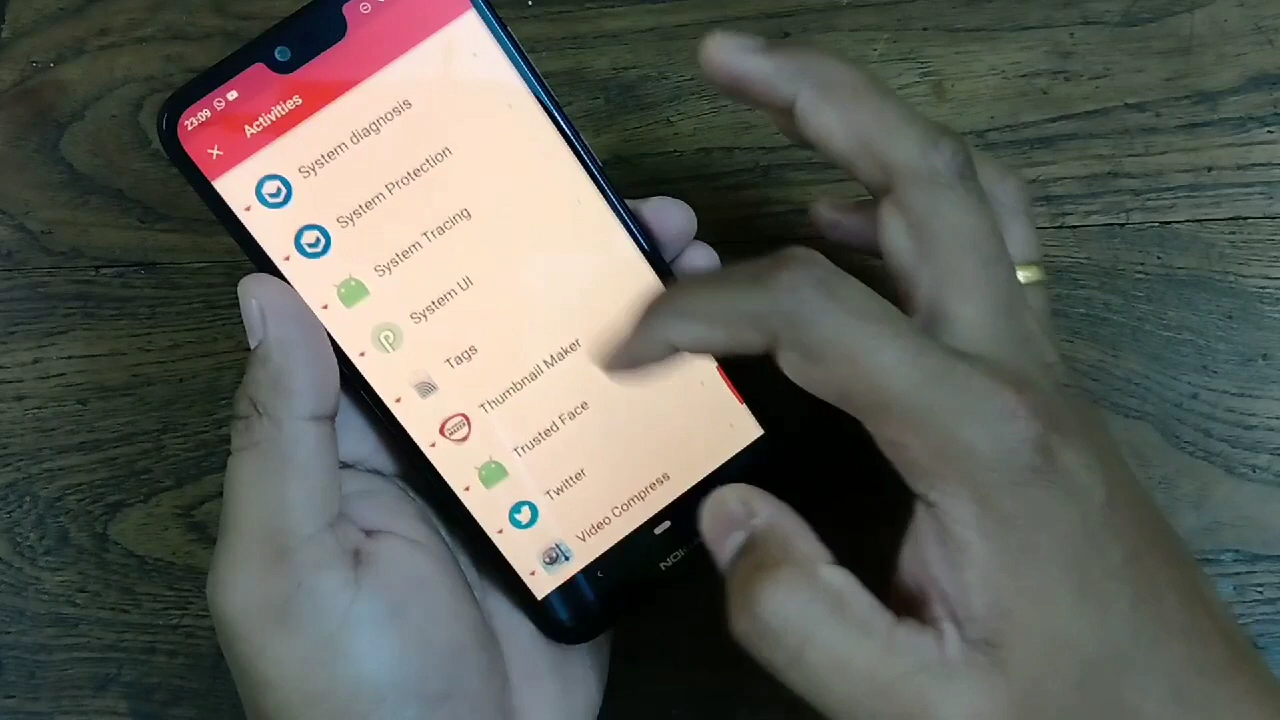 23:09
Activities
System diagnosis
System Protection
System Tracing
System UI
Tags
Thumbnail Maker
Trusted Face
Twitter
Video Compress